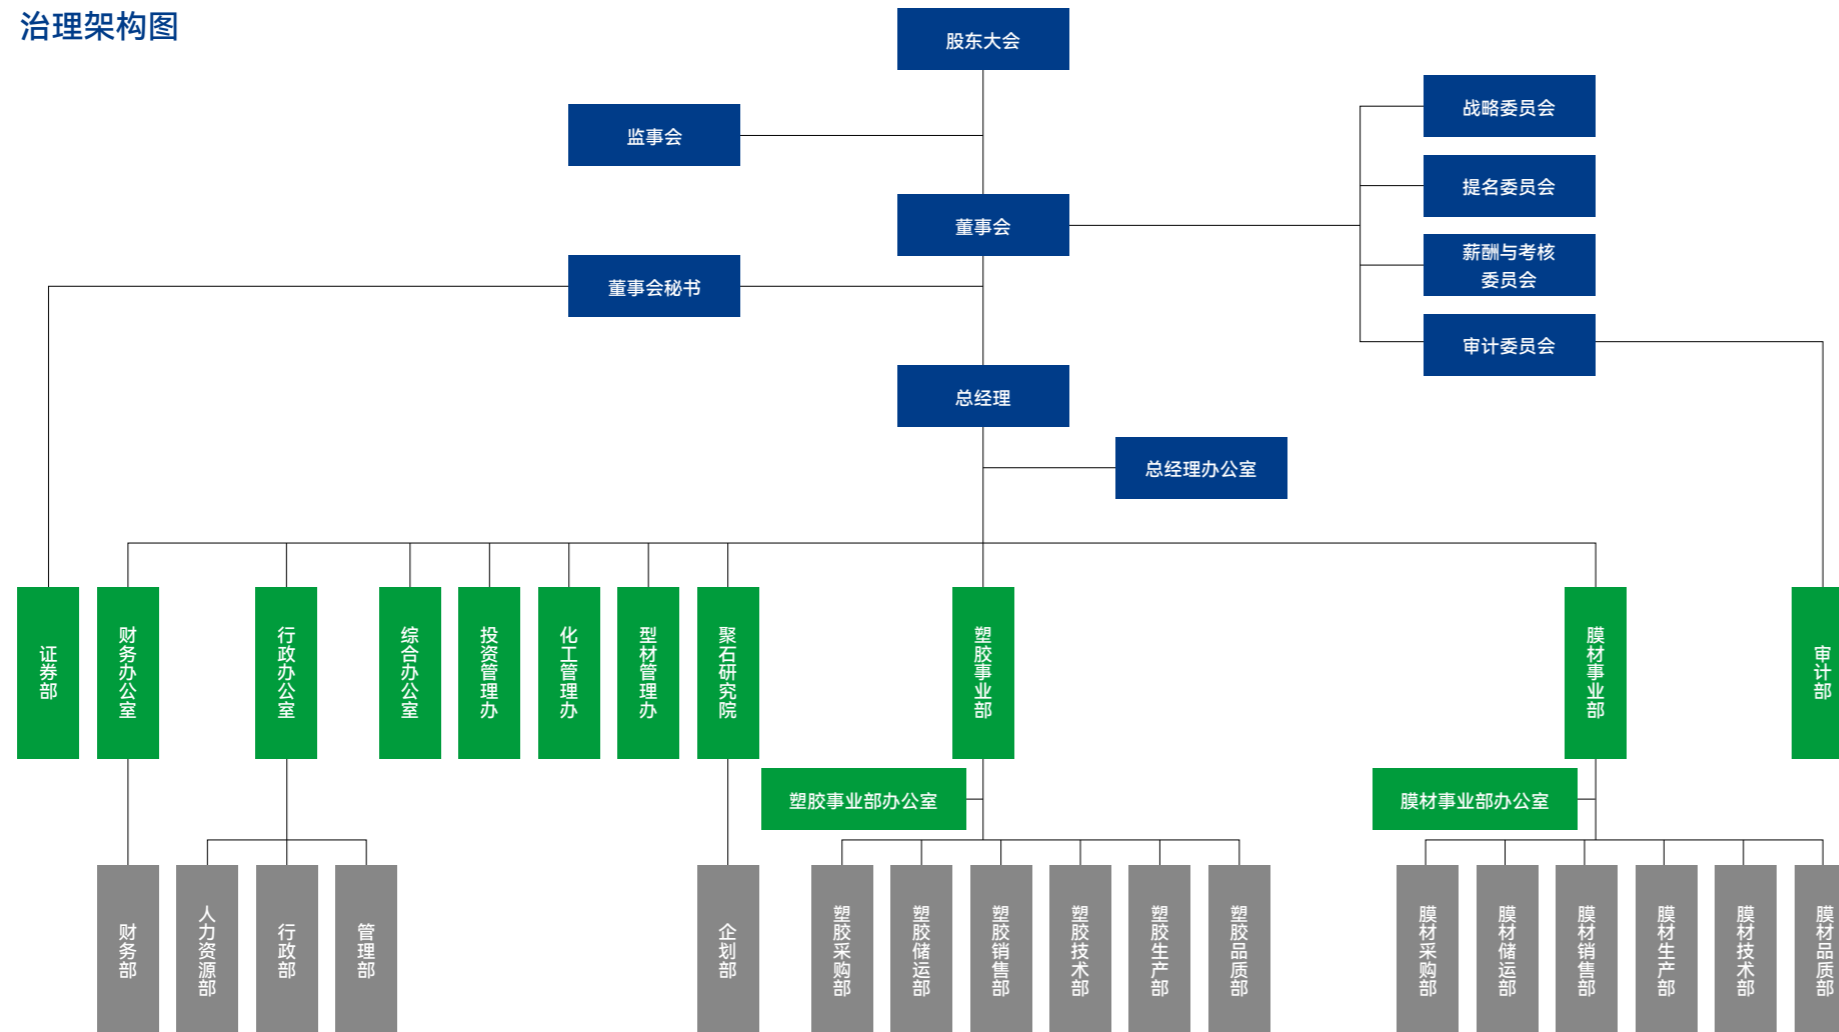 治理架构图
股东大会
战略委员会
监事会
提名委员会
董事会
薪酬与考核
委员会
董事会秘书
审计委员会
总经理
总经理办公室
证券部
财务办公室
行政办公室
综合办公室
投资管理办
化工管理办
型材管理办
聚石研究院
塑胶事业部
膜材事业部
审计部
塑胶事业部办公室
膜材事业部办公室
财务部
人力资源部
行政部
管理部
企划部
塑胶采购部
塑胶储运部
塑胶销售部
塑胶技术部
塑胶生产部
塑胶品质部
膜材采购部
膜材储运部
膜材销售部
膜材生产部
膜材技术部
膜材品质部